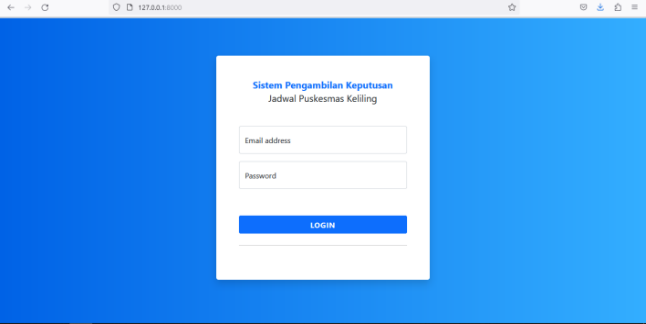 127.0.0.1:8000
Sistem Pengambilan Keputusan
Jadwal Puskesmas Keliling
Email address
Password
LOGIN